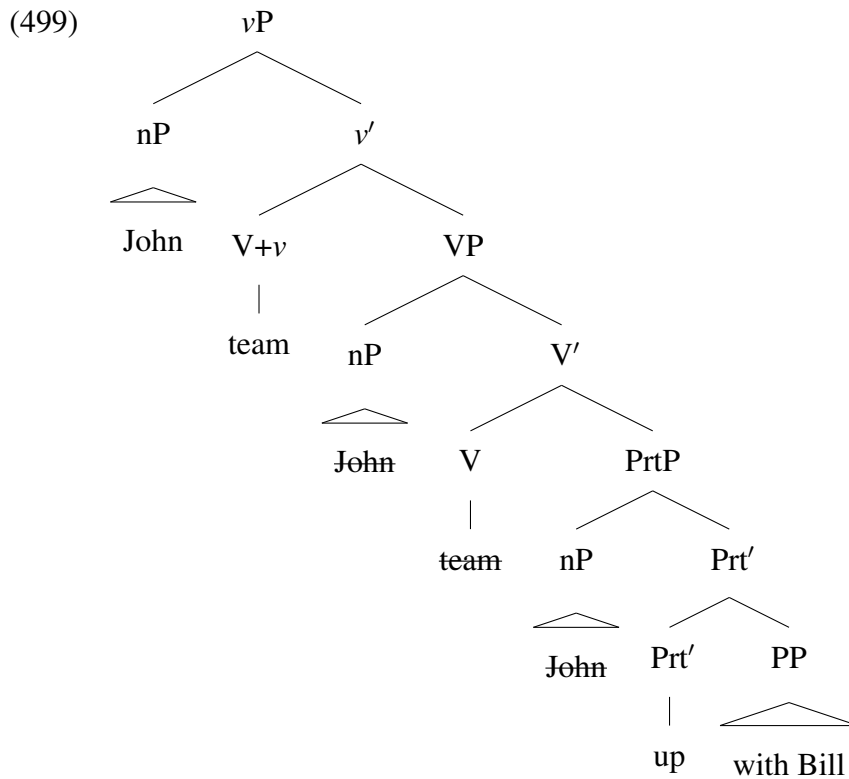 (499) vP
nP v′
John V+v VP
team nP V′
John V PrtP
team nP Prt′
John Prt′ PP
up with Bill